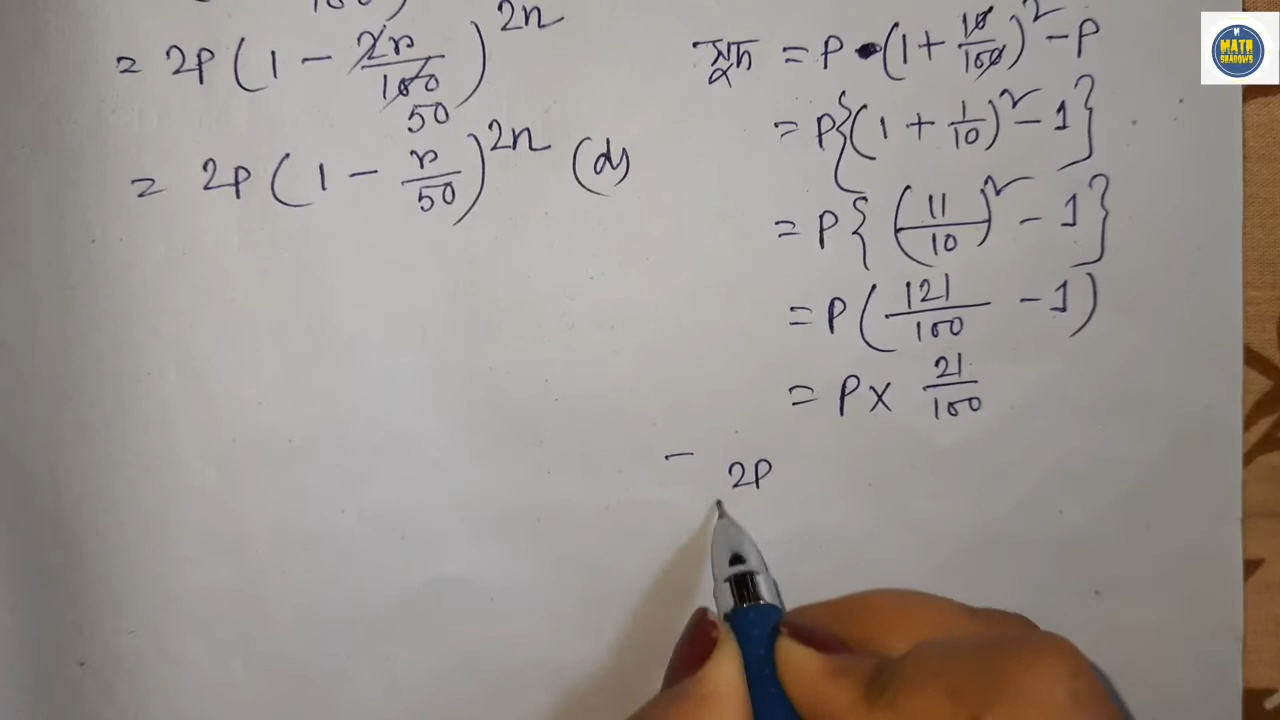 = 2P(1 - 2r/100)^2n
50
= 2P(1 - r/50)^2n (d)
সুদ = P·(1 + 10/100)^2 - P
= P{(1 + 1/10)^2 - 1}
= P{(11/10)^2 - 1}
= P(121/100 - 1)
= P × 21/100
- 2P
M
MATH
SHADOWS